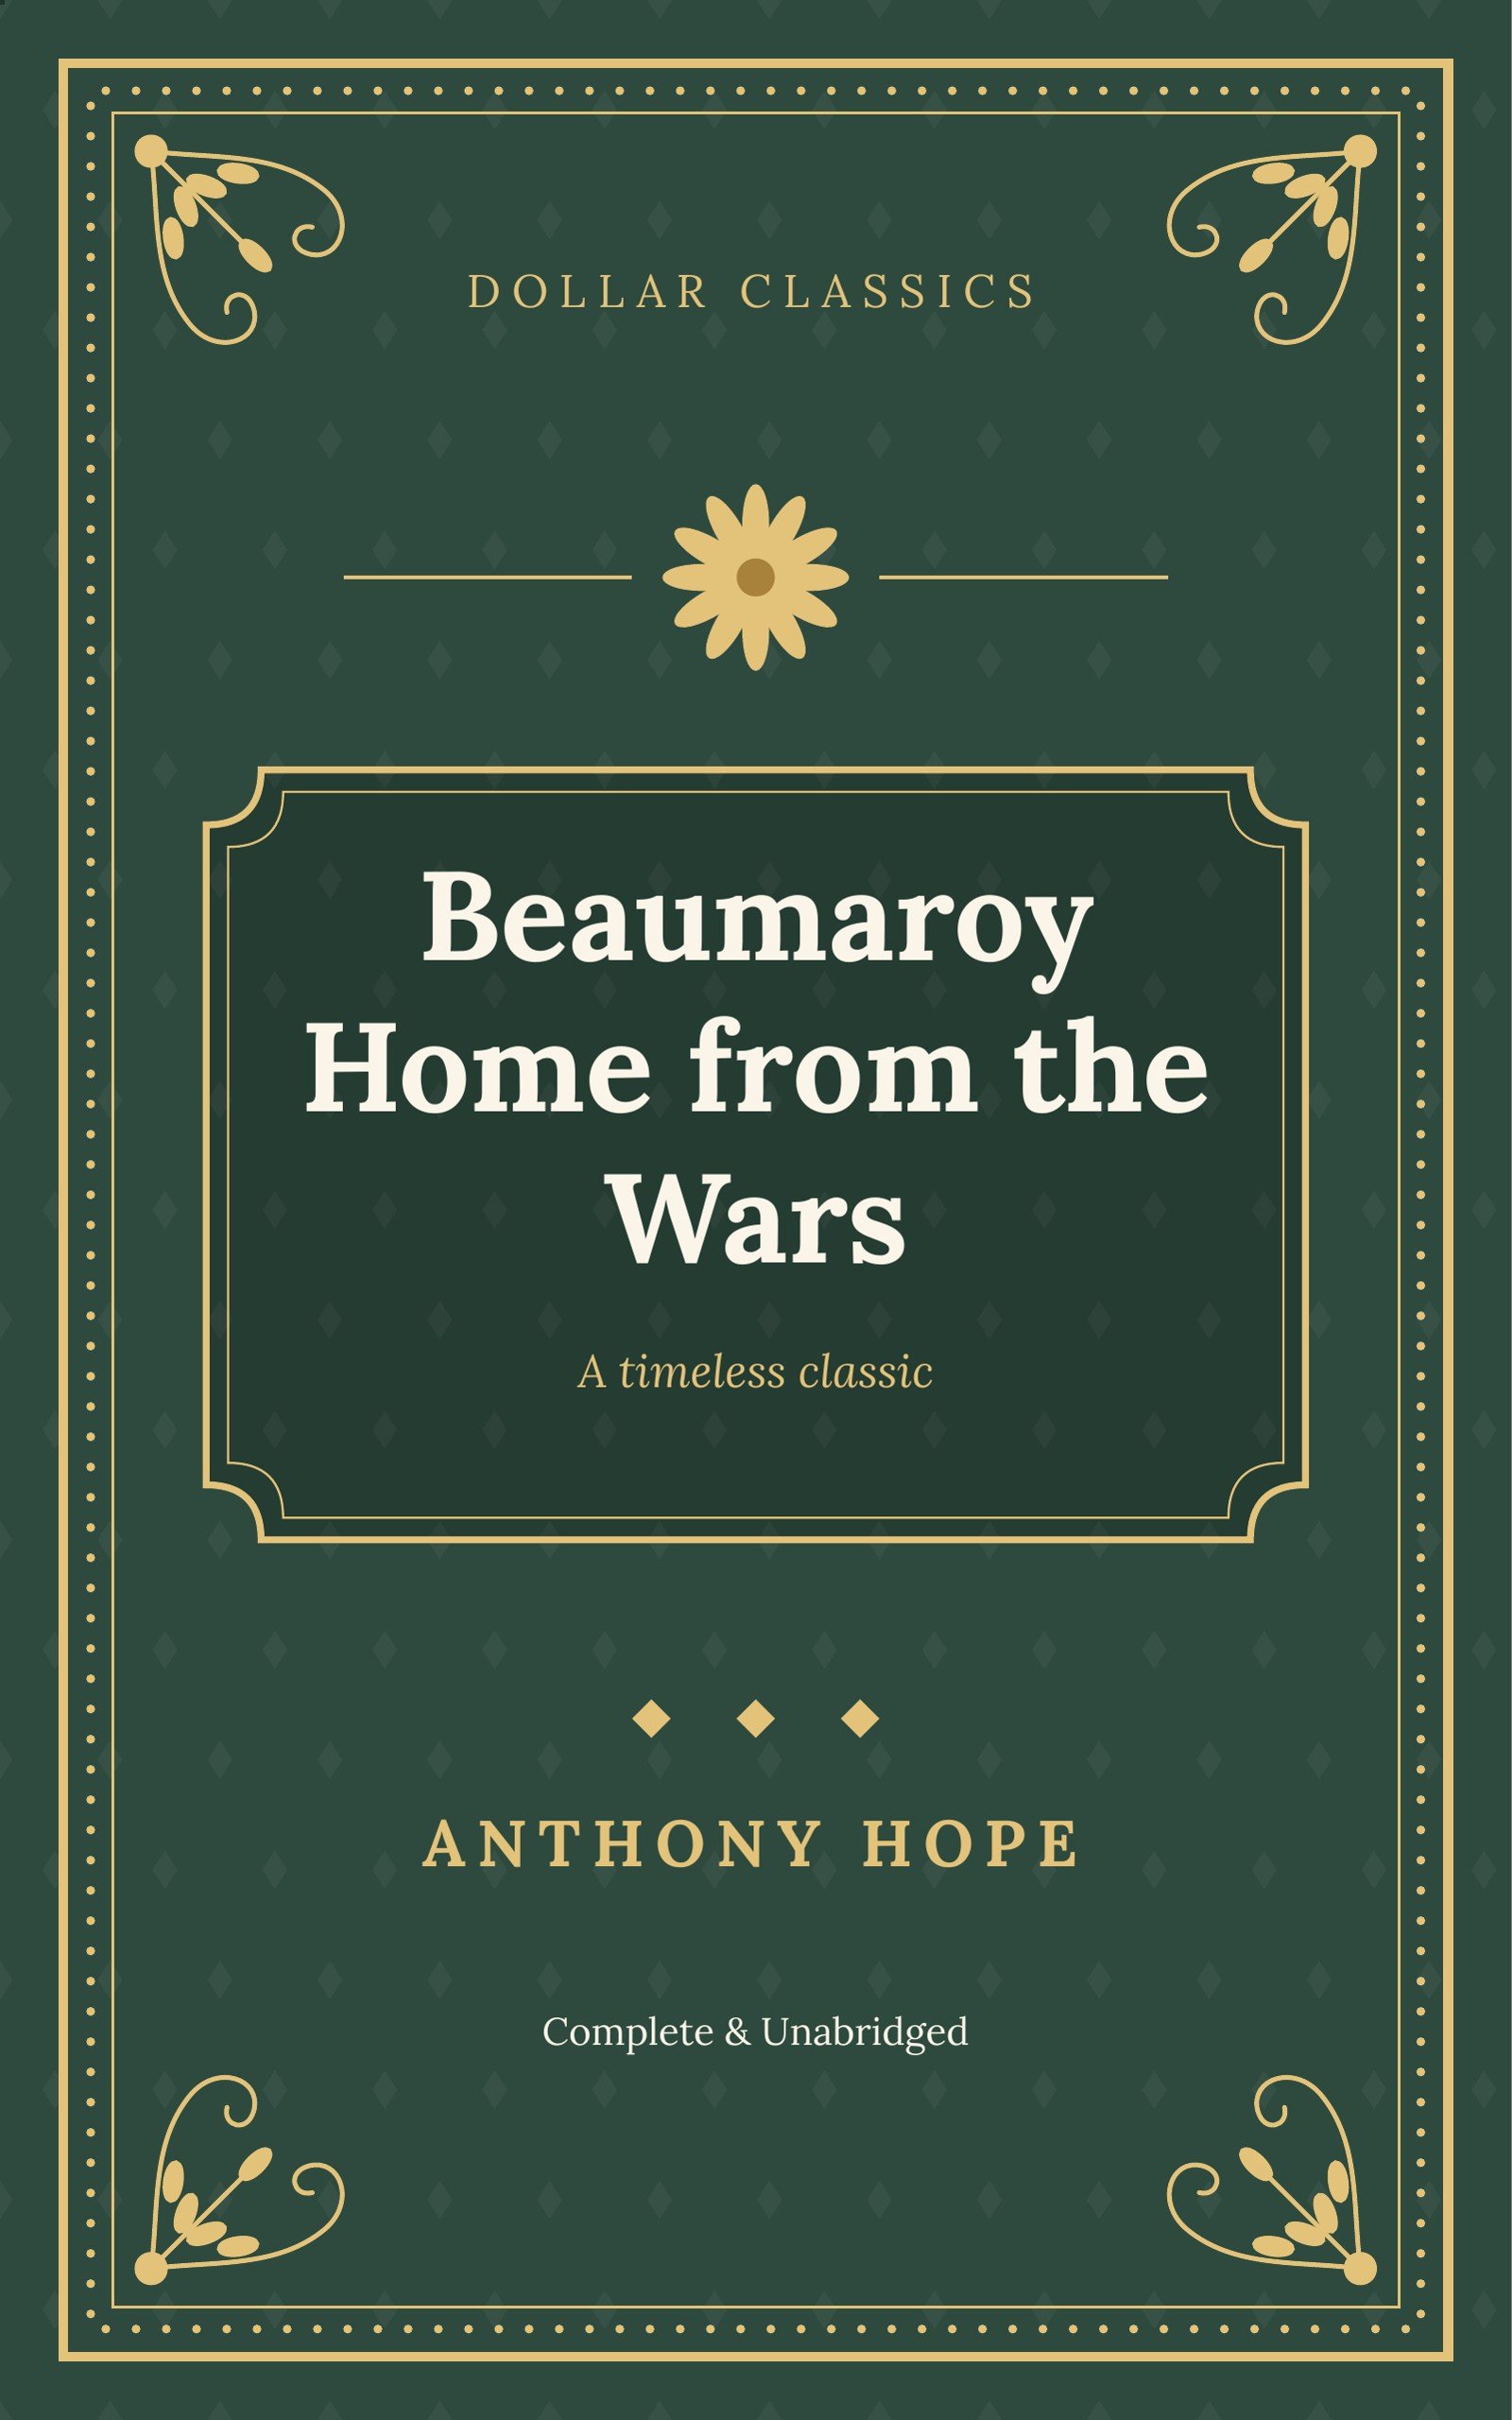 DOLLAR CLASSICS
Beaumaroy
Home from the
Wars
A timeless classic
ANTHONY HOPE
Complete & Unabridged